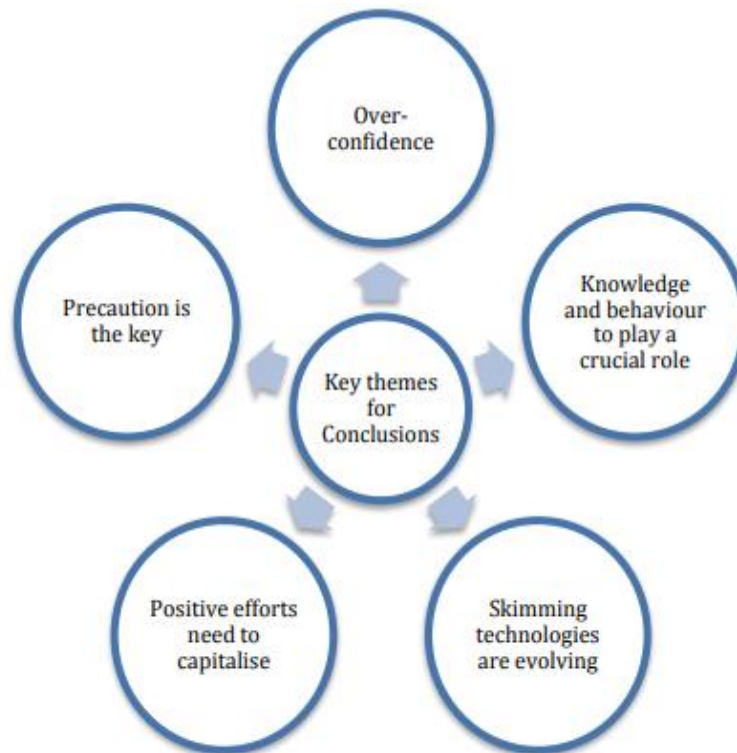 Over-
confidence
Knowledge
and behaviour
to play a
crucial role
Skimming
technologies
are evolving
Positive efforts
need to
capitalise
Precaution is
the key
Key themes
for
Conclusions